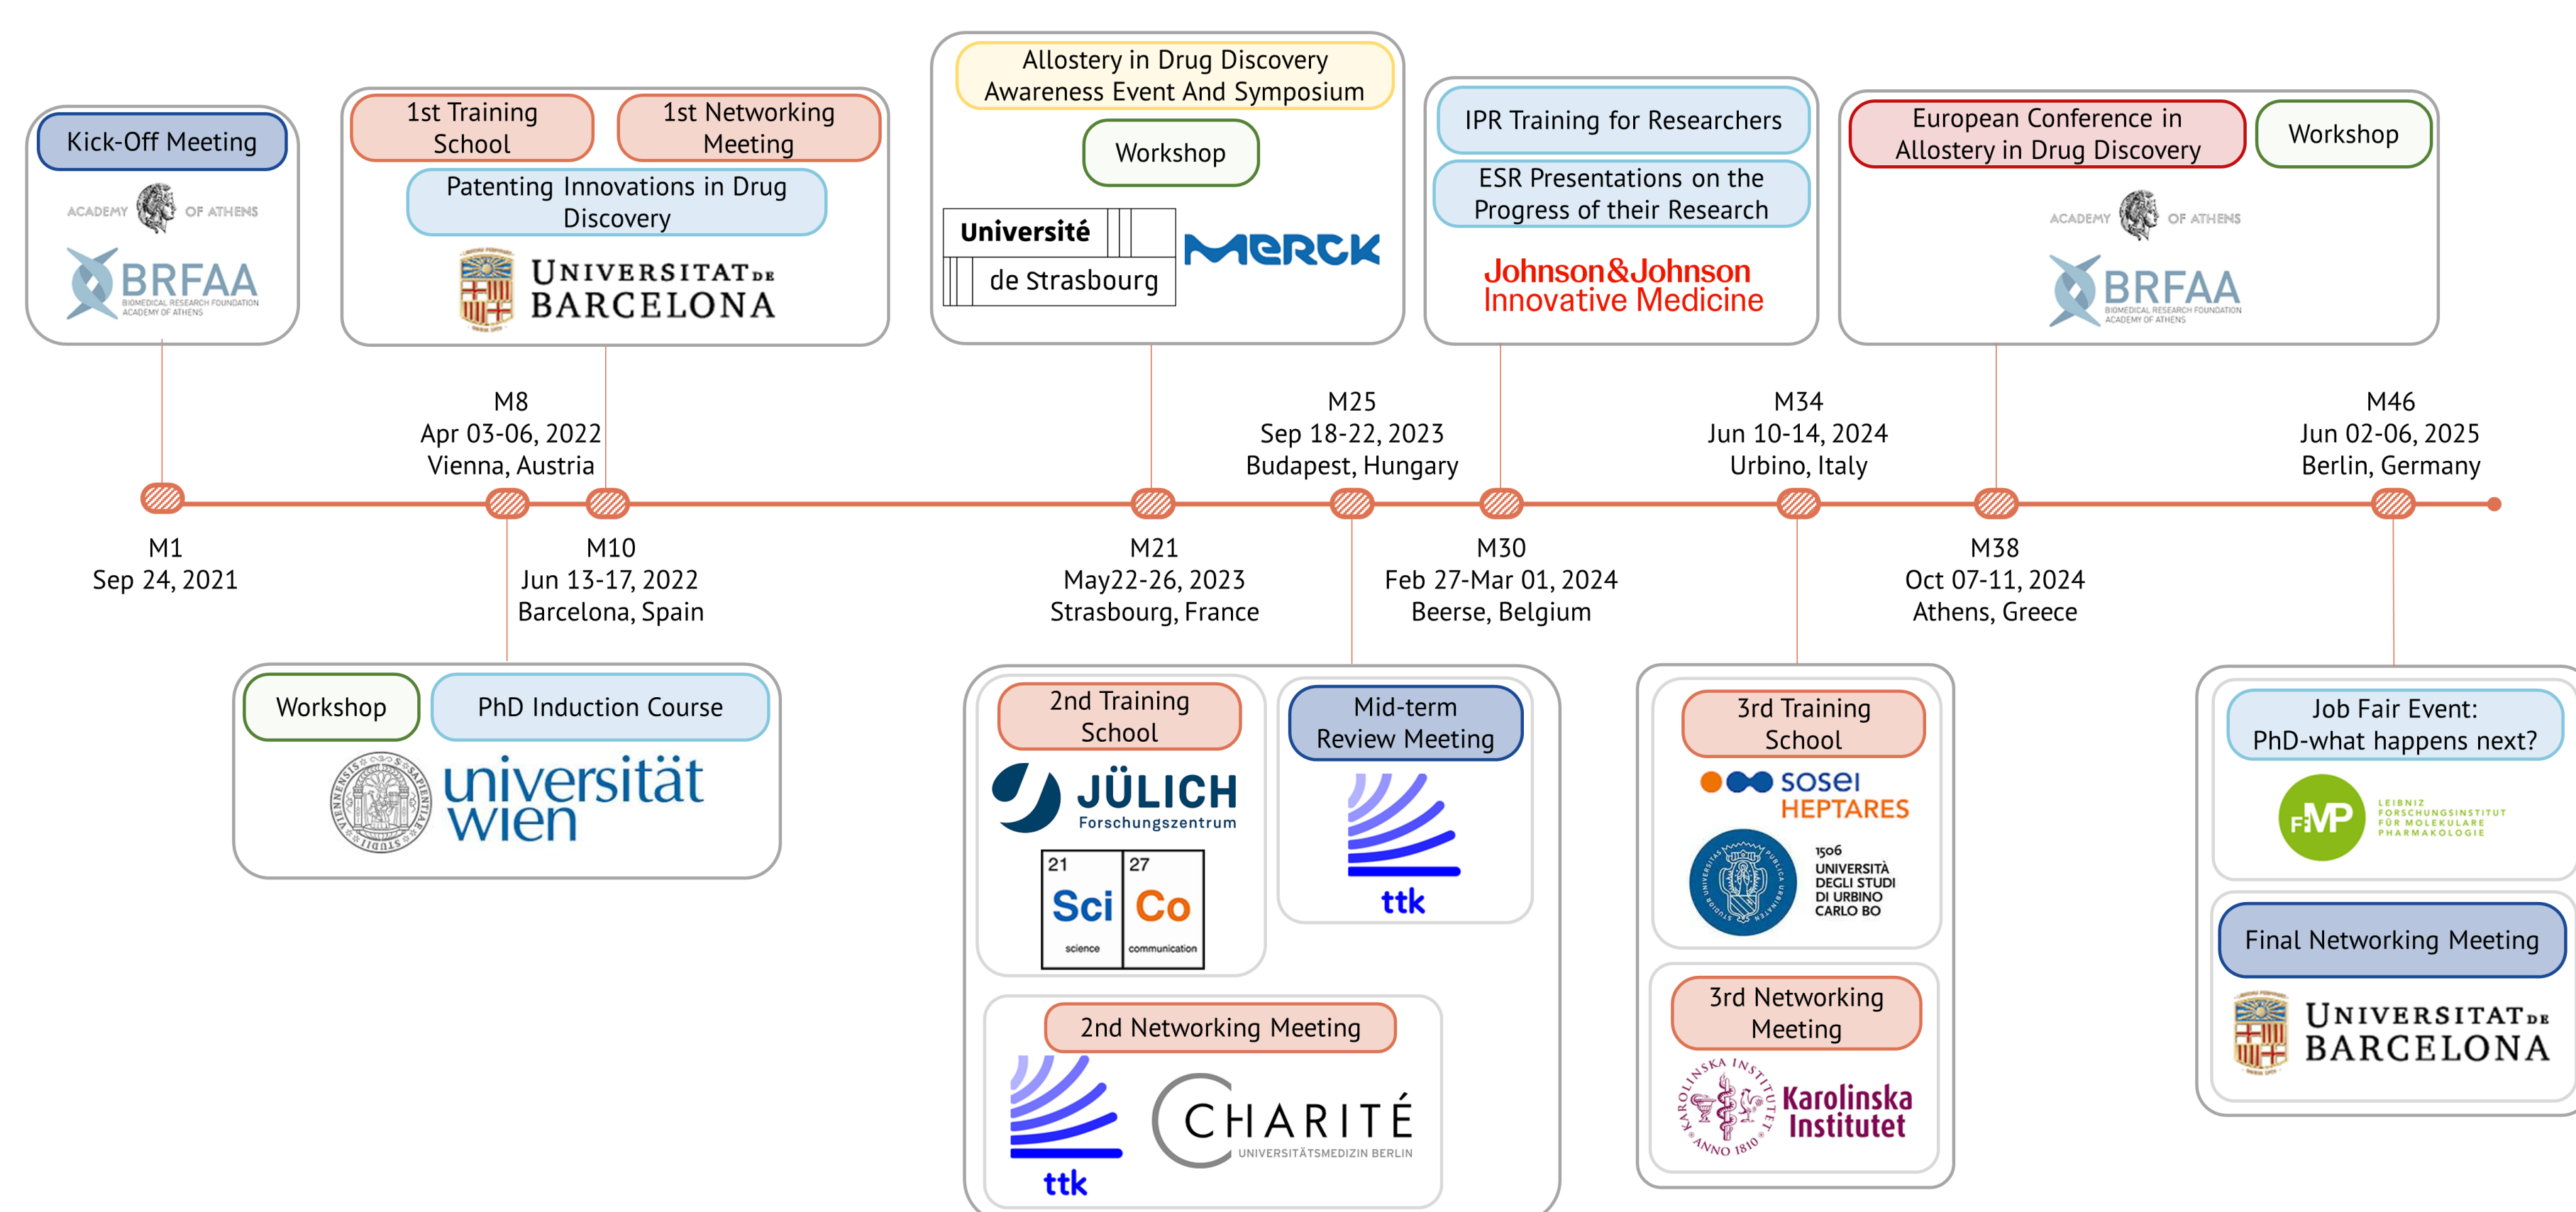 Kick-Off Meeting
ACADEMY OF ATHENS
BRFAA
BIOMEDICAL RESEARCH FOUNDATION
ACADEMY OF ATHENS
1st Training
School
1st Networking
Meeting
Patenting Innovations in Drug
Discovery
UNIVERSITAT DE
BARCELONA
Allostery in Drug Discovery
Awareness Event And Symposium
Workshop
Université
de Strasbourg
MERCK
IPR Training for Researchers
ESR Presentations on the
Progress of their Research
Johnson&Johnson
Innovative Medicine
European Conference in
Allostery in Drug Discovery
Workshop
ACADEMY OF ATHENS
BRFAA
BIOMEDICAL RESEARCH FOUNDATION
ACADEMY OF ATHENS
M8
Apr 03-06, 2022
Vienna, Austria
M25
Sep 18-22, 2023
Budapest, Hungary
M34
Jun 10-14, 2024
Urbino, Italy
M46
Jun 02-06, 2025
Berlin, Germany
M1
Sep 24, 2021
M10
Jun 13-17, 2022
Barcelona, Spain
M21
May22-26, 2023
Strasbourg, France
M30
Feb 27-Mar 01, 2024
Beerse, Belgium
M38
Oct 07-11, 2024
Athens, Greece
Workshop
PhD Induction Course
universität
wien
2nd Training
School
JÜLICH
Forschungszentrum
21
Sci
science
27
Co
communication
Mid-term
Review Meeting
ttk
2nd Networking Meeting
ttk
CHARITÉ
UNIVERSITÄTSMEDIZIN BERLIN
3rd Training
School
sosei
HEPTARES
1506
UNIVERSITÀ
DEGLI STUDI
DI URBINO
CARLO BO
3rd Networking
Meeting
KAROLINSKA INSTITUTET
ANNO 1810
Karolinska
Institutet
Job Fair Event:
PhD-what happens next?
FMP
LEIBNIZ
FORSCHUNGSINSTITUT
FÜR MOLEKULARE
PHARMAKOLOGIE
Final Networking Meeting
UNIVERSITAT DE
BARCELONA